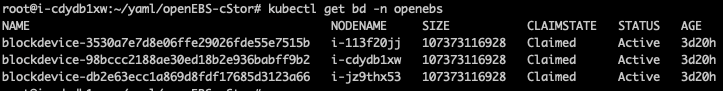 root@i-cdydb1xw:~/yaml/openEBS-cStor# kubectl get bd -n openebs
NAME NODENAME SIZE CLAIMSTATE STATUS AGE
blockdevice-3530a7e7d8e06ffe29026fde55e7515b i-113f20jj 107373116928 Claimed Active 3d20h
blockdevice-98bccc2188ae30ed18b2e936babff9b2 i-cdydb1xw 107373116928 Claimed Active 3d20h
blockdevice-db2e63ecc1a869d8fdf17685d3123a66 i-jz9thx53 107373116928 Claimed Active 3d20h